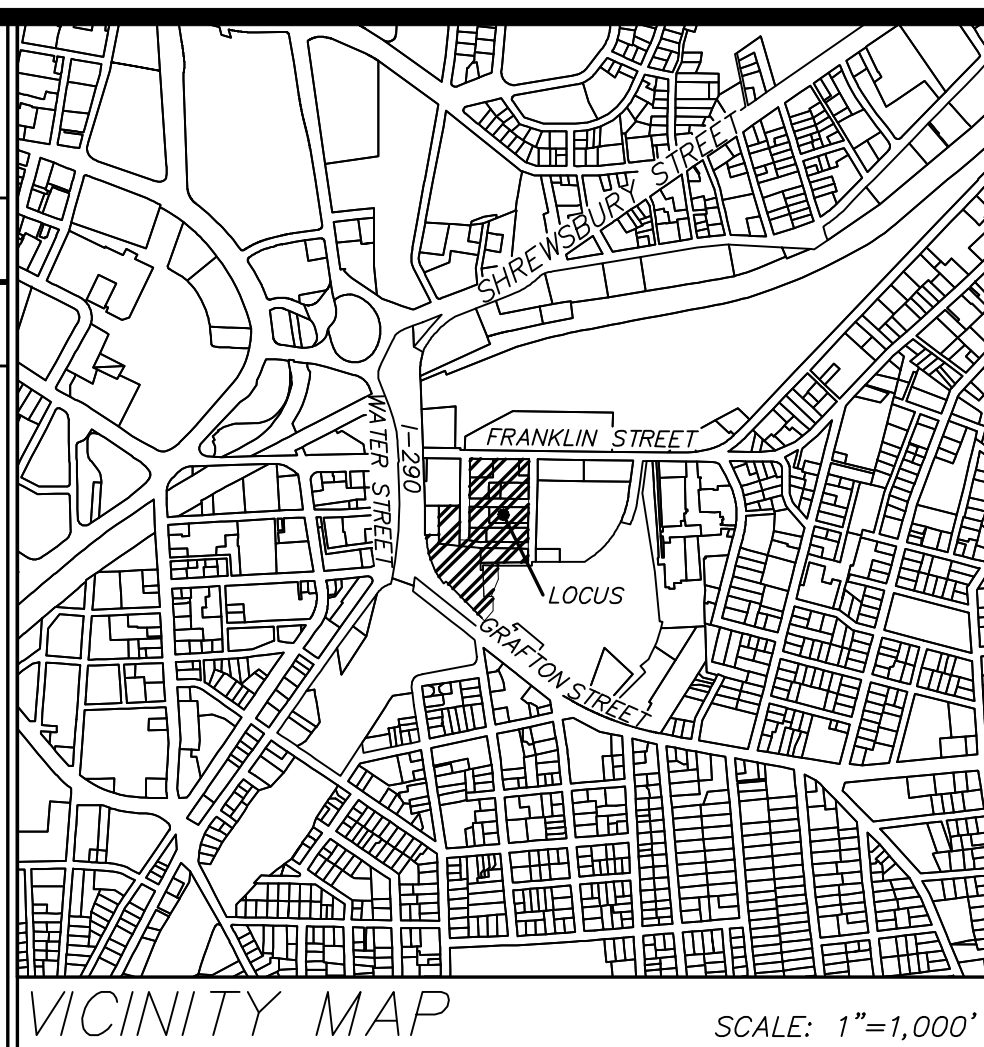 SHREWSBURY STREET
WATER STREET
I-290
FRANKLIN STREET
LOCUS
GRAFTON STREET
VICINITY MAP
SCALE: 1"=1,000'